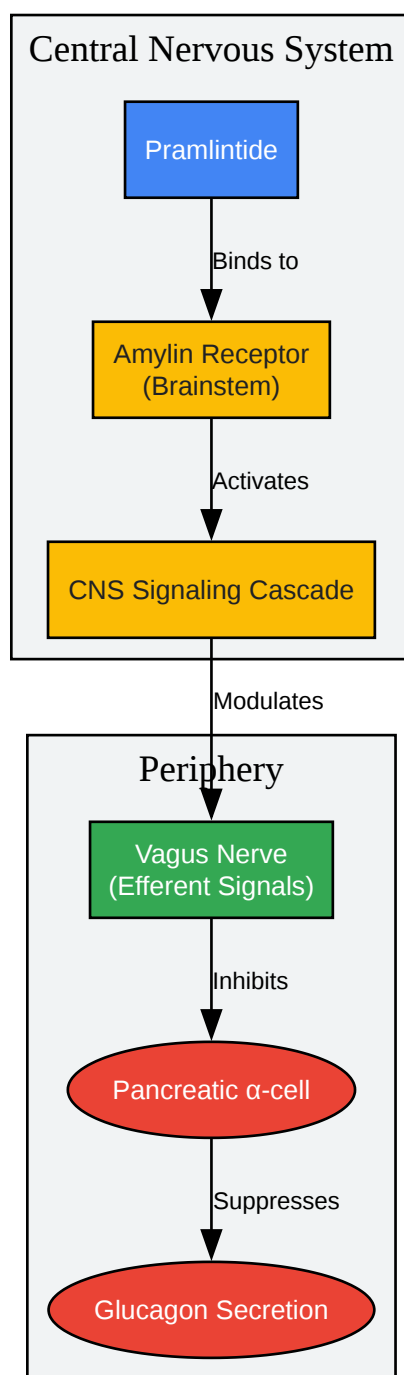 Central Nervous System
Pramlintide
Binds to
Amylin Receptor
(Brainstem)
Activates
CNS Signaling Cascade
Modulates
Periphery
Vagus Nerve
(Efferent Signals)
Inhibits
Pancreatic α-cell
Suppresses
Glucagon Secretion